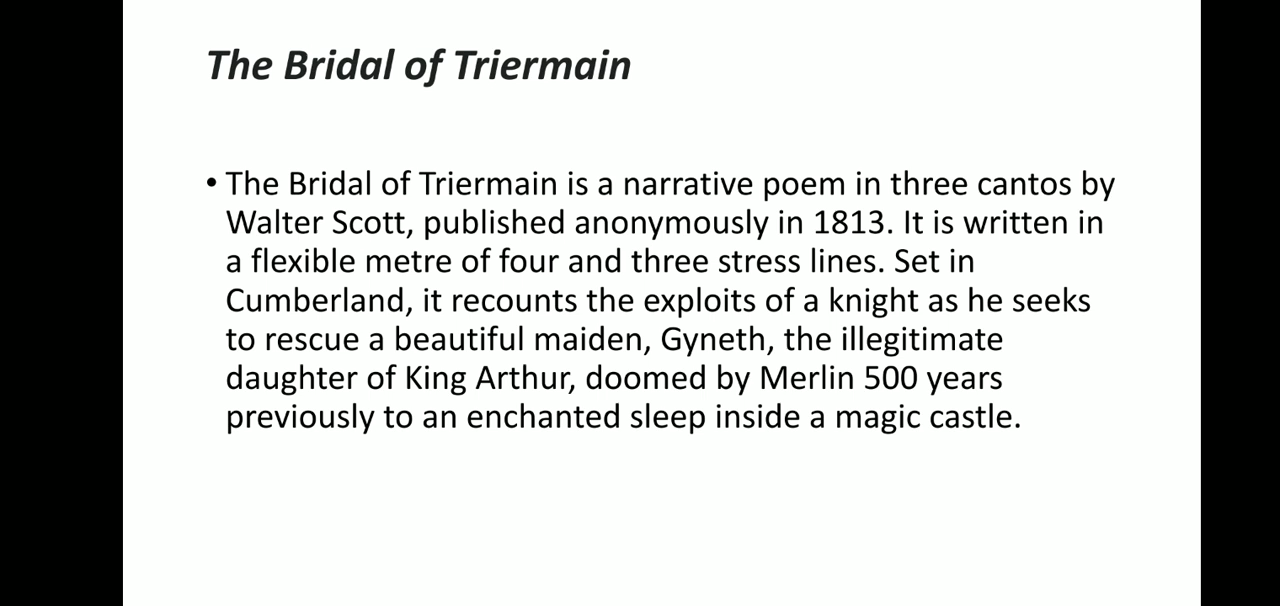 The Bridal of Triermain
• The Bridal of Triermain is a narrative poem in three cantos by
Walter Scott, published anonymously in 1813. It is written in
a flexible metre of four and three stress lines. Set in
Cumberland, it recounts the exploits of a knight as he seeks
to rescue a beautiful maiden, Gyneth, the illegitimate
daughter of King Arthur, doomed by Merlin 500 years
previously to an enchanted sleep inside a magic castle.